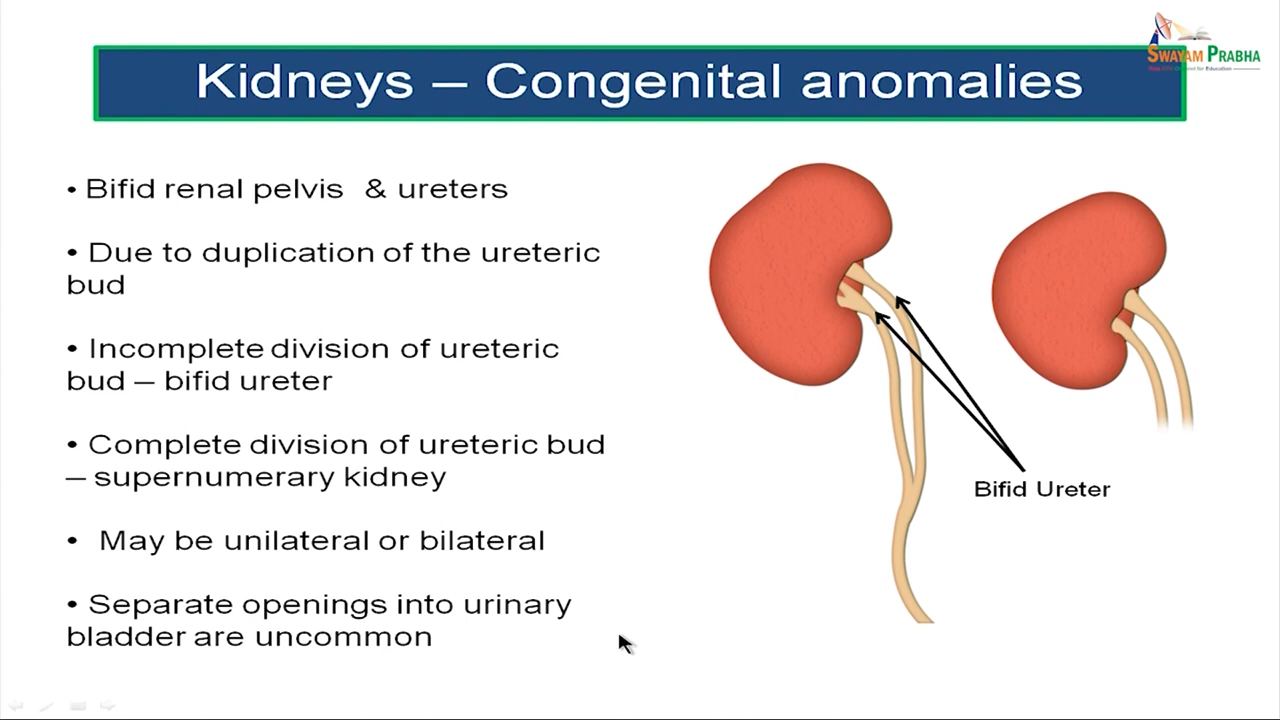 SWAYAM PRABHA
Kidneys – Congenital anomalies
• Bifid renal pelvis & ureters
• Due to duplication of the ureteric
bud
• Incomplete division of ureteric
bud – bifid ureter
• Complete division of ureteric bud
– supernumerary kidney
• May be unilateral or bilateral
• Separate openings into urinary
bladder are uncommon
Bifid Ureter